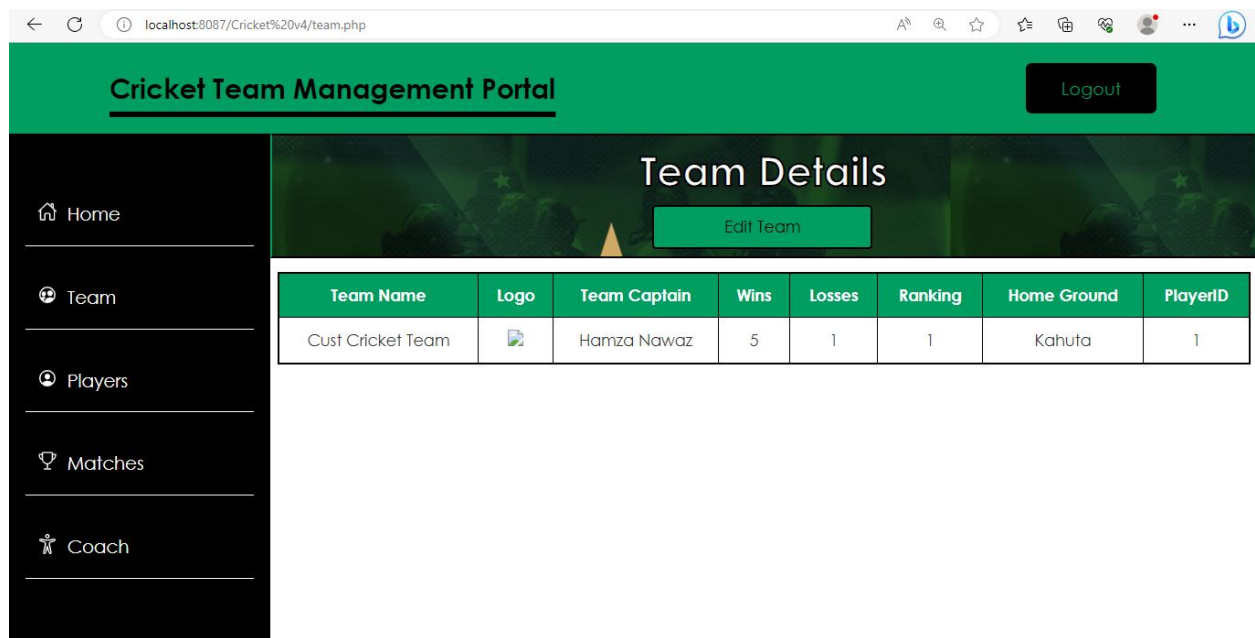 localhost:8087/Cricket%20v4/team.php
Cricket Team Management Portal
Logout
Home
Team
Players
Matches
Coach
Team Details
Edit Team
Team Name Logo Team Captain Wins Losses Ranking Home Ground PlayerID
Cust Cricket Team Hamza Nawaz 5 1 1 Kahuta 1